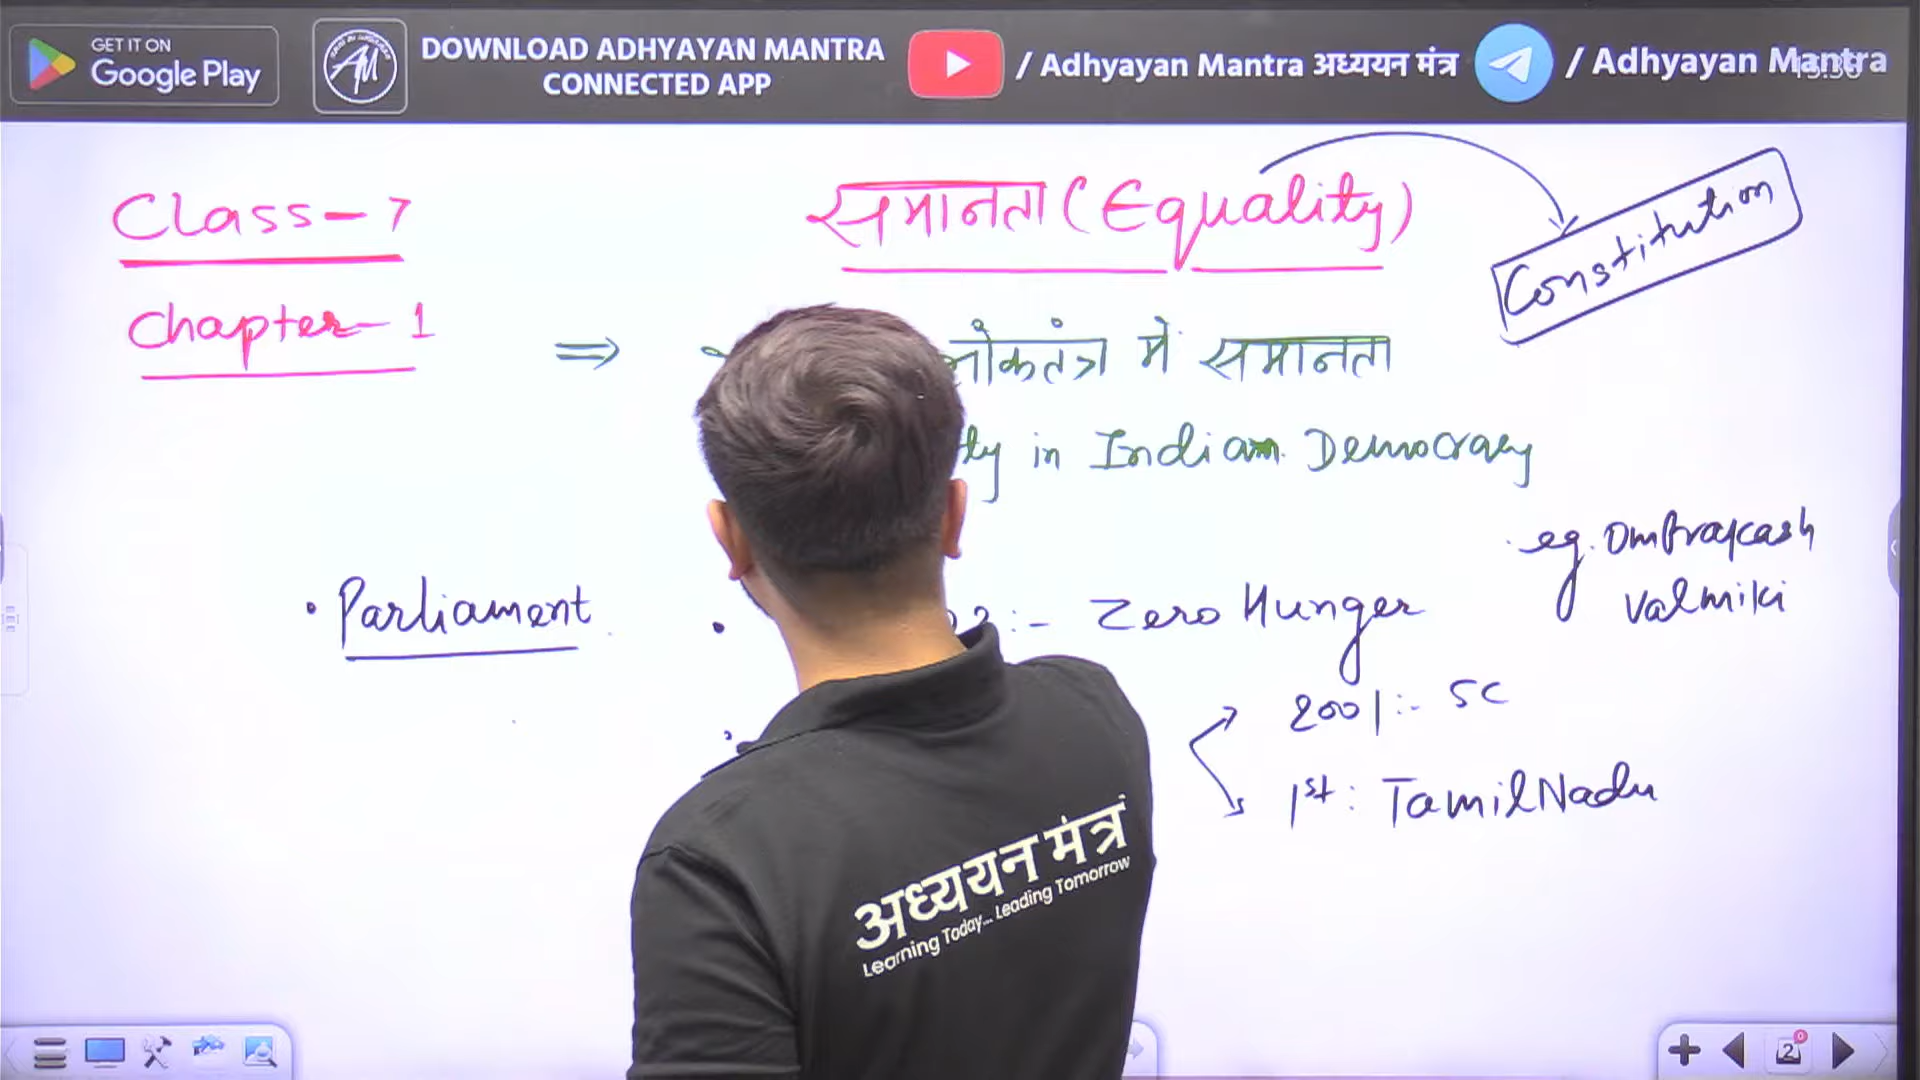 GET IT ON
Google Play
AM
DOWNLOAD ADHYAYAN MANTRA
CONNECTED APP
/ Adhyayan Mantra अध्ययन मंत्र
/ Adhyayan Mantra
Class-7
समानता (Equality)
Constitution
Chapter-1
⇒ लोकतंत्र में समानता
in Indian Democracy
eg. OmPrakash
Valmiki
• Parliament
• :- Zero Hunger
2001:- SC
1st: TamilNadu
अध्ययन मंत्र
Learning Today... Leading Tomorrow
2